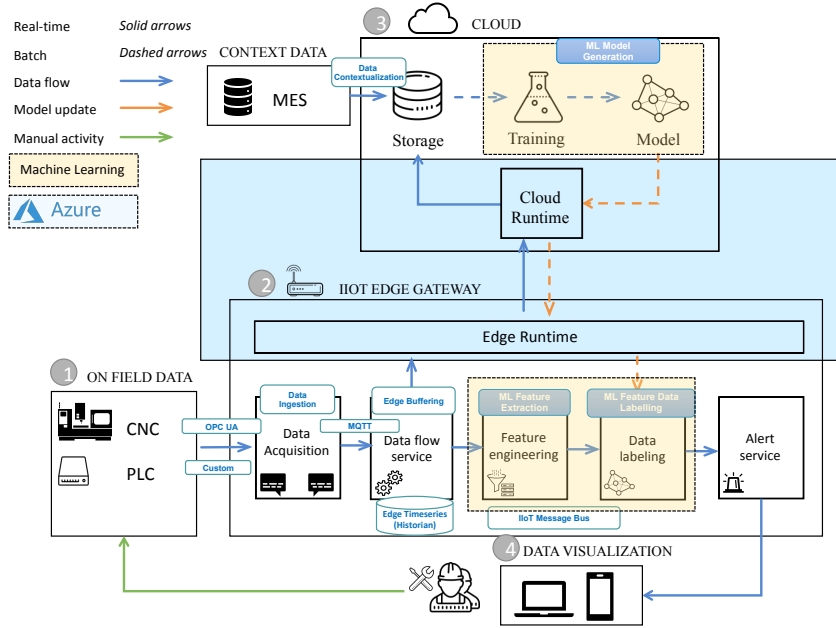 Real-time Solid arrows
Batch Dashed arrows
Data flow
Model update
Manual activity
Machine Learning
Azure
CONTEXT DATA
MES
Data
Contextualization
3
CLOUD
ML Model
Generation
Storage
Training
Model
Cloud
Runtime
2
IIOT EDGE GATEWAY
Edge Runtime
1
ON FIELD DATA
CNC
PLC
OPC UA
Custom
Data
Ingestion
Data
Acquisition
MQTT
Edge Buffering
Data flow
service
Edge Timeseries
(Historian)
ML Feature
Extraction
Feature
engineering
ML Feature Data
Labelling
Data
labeling
IIoT Message Bus
Alert
service
4
DATA VISUALIZATION